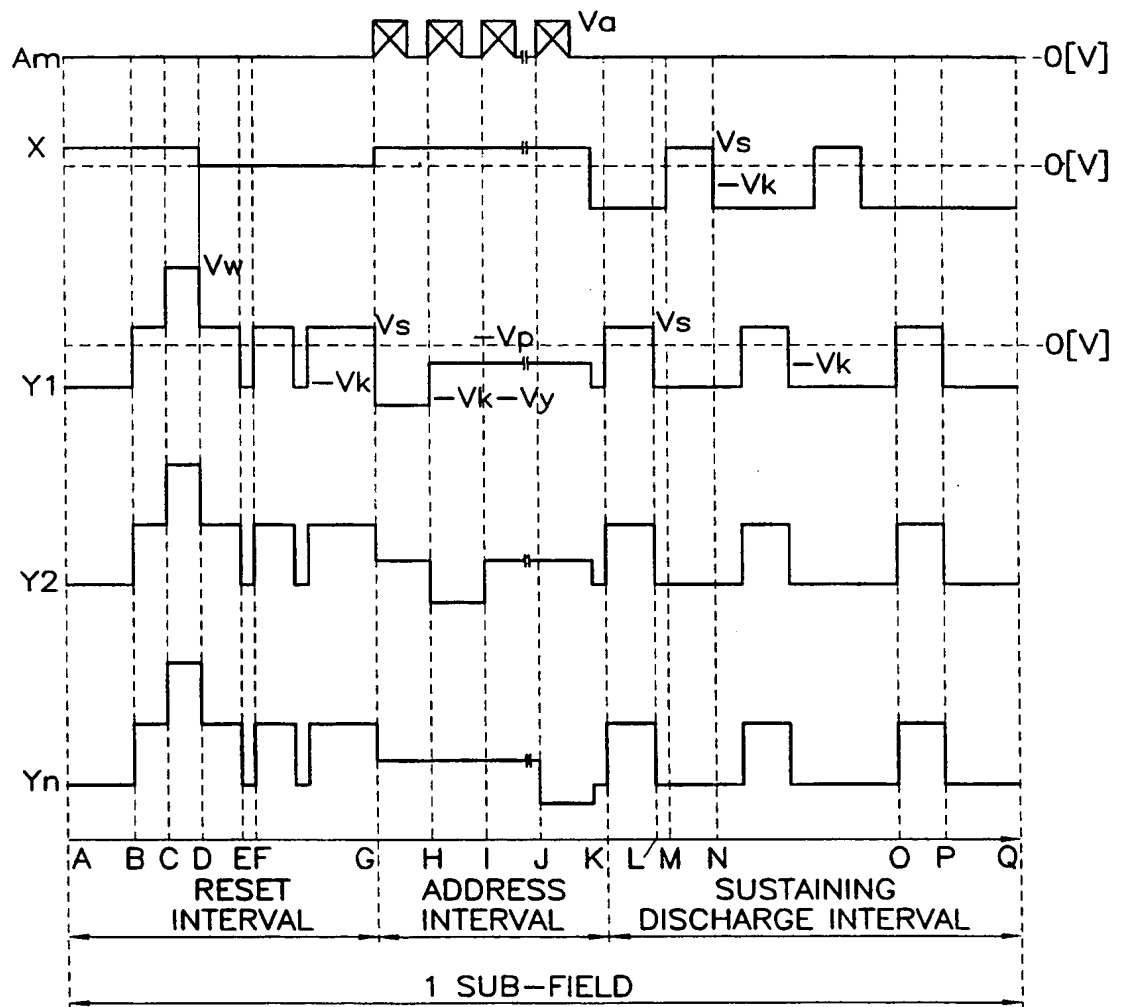 Va
Am
-0[V]
X
Vs
-0[V]
-Vk
Vw
Vs
-Vp
Vs
-0[V]
Y1
-Vk
-Vk-Vy
-Vk
Y2
Yn
A B C D E F G H I J K L M N O P Q
RESET INTERVAL
ADDRESS INTERVAL
SUSTAINING DISCHARGE INTERVAL
1 SUB-FIELD